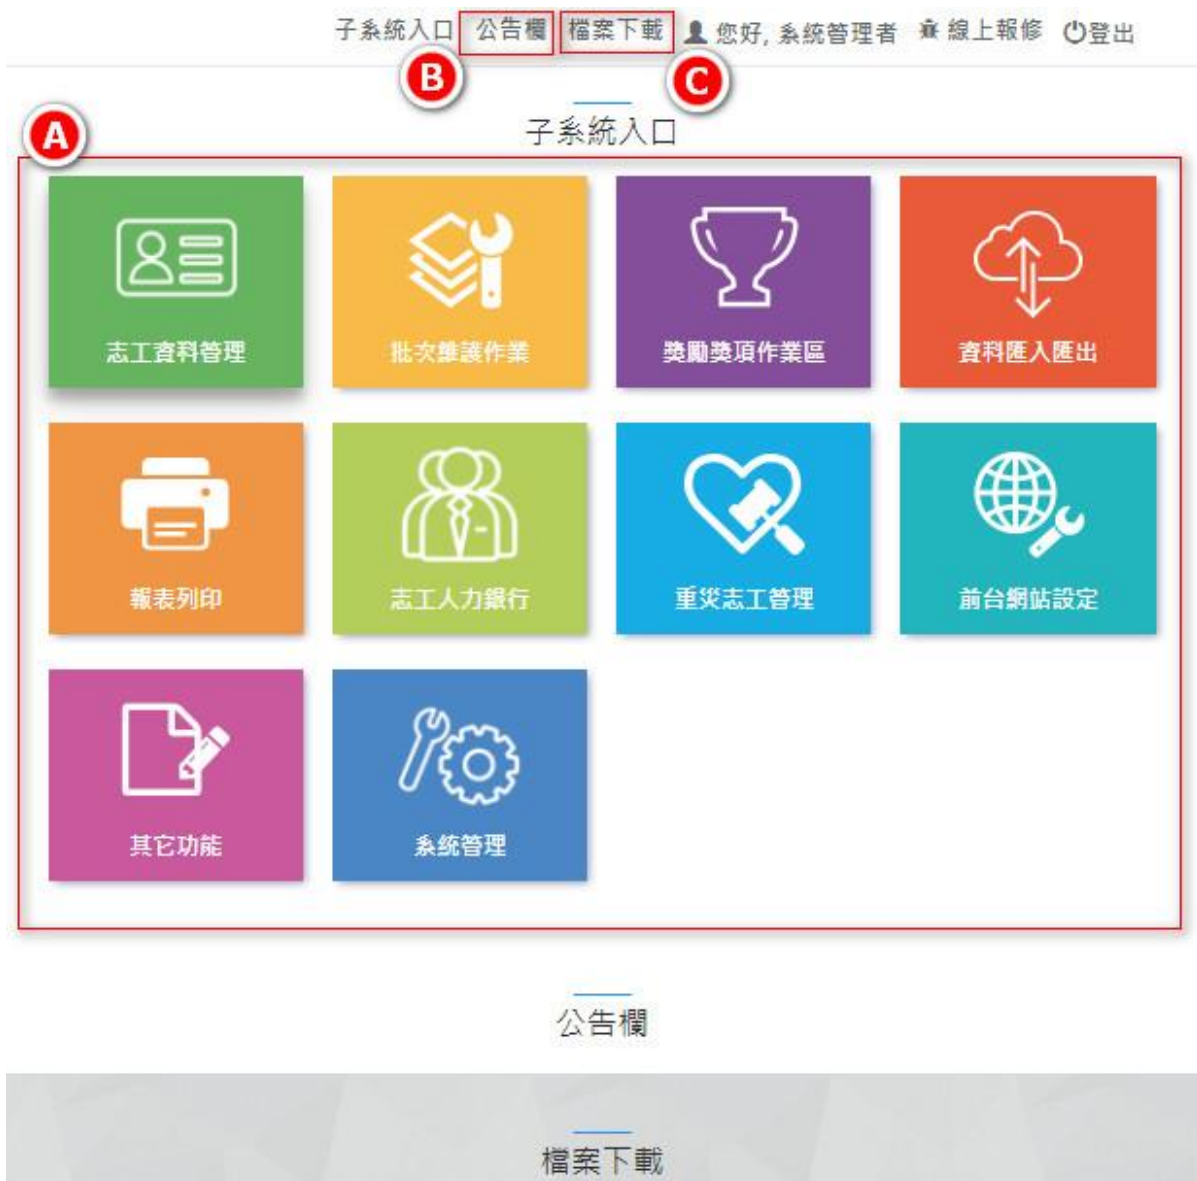 子系統入口 公告欄 檔案下載 您好, 系統管理者 線上報修 登出
B
C
A
子系統入口
志工資料管理 批次維護作業 獎勵獎項作業區 資料匯入匯出
報表列印 志工人力銀行 重災志工管理 前台網站設定
其它功能 系統管理
公告欄
檔案下載